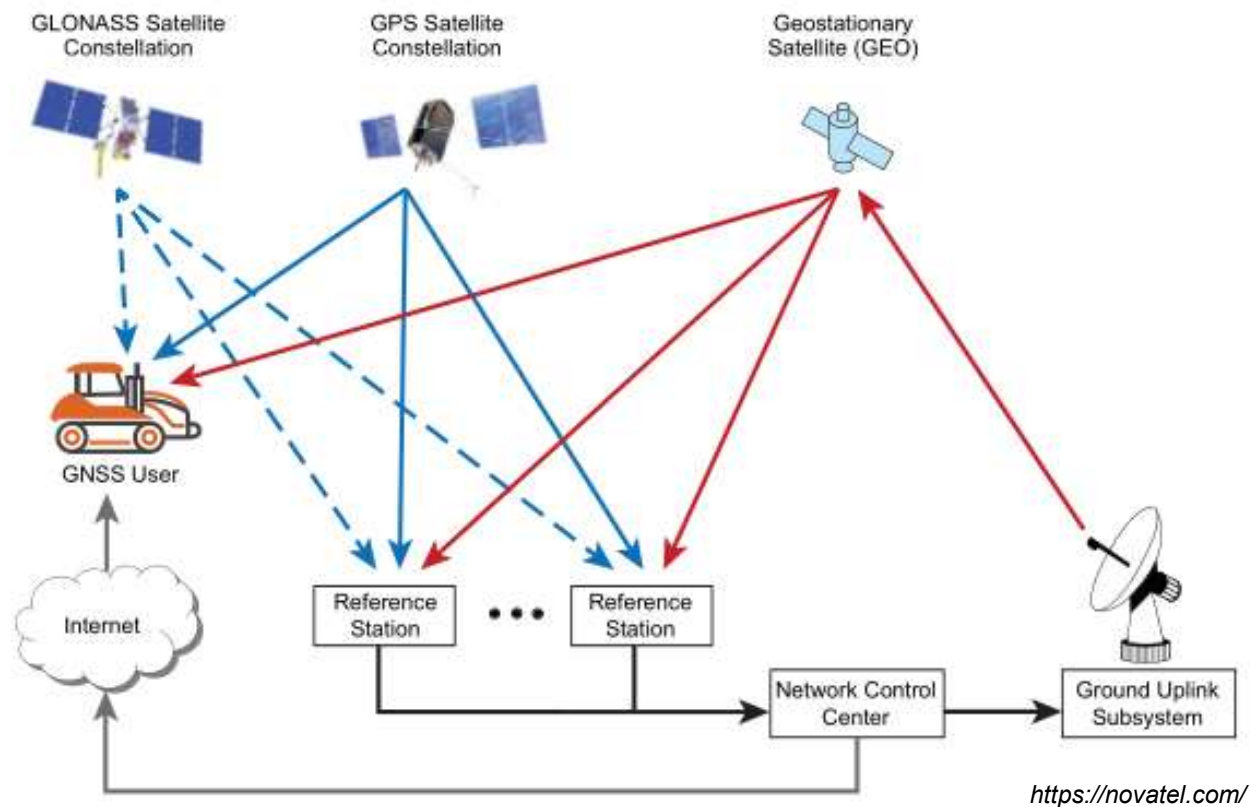 GLONASS Satellite
Constellation
GPS Satellite
Constellation
Geostationary
Satellite (GEO)
GNSS User
Internet
Reference
Station
Reference
Station
Network Control
Center
Ground Uplink
Subsystem
https://novatel.com/